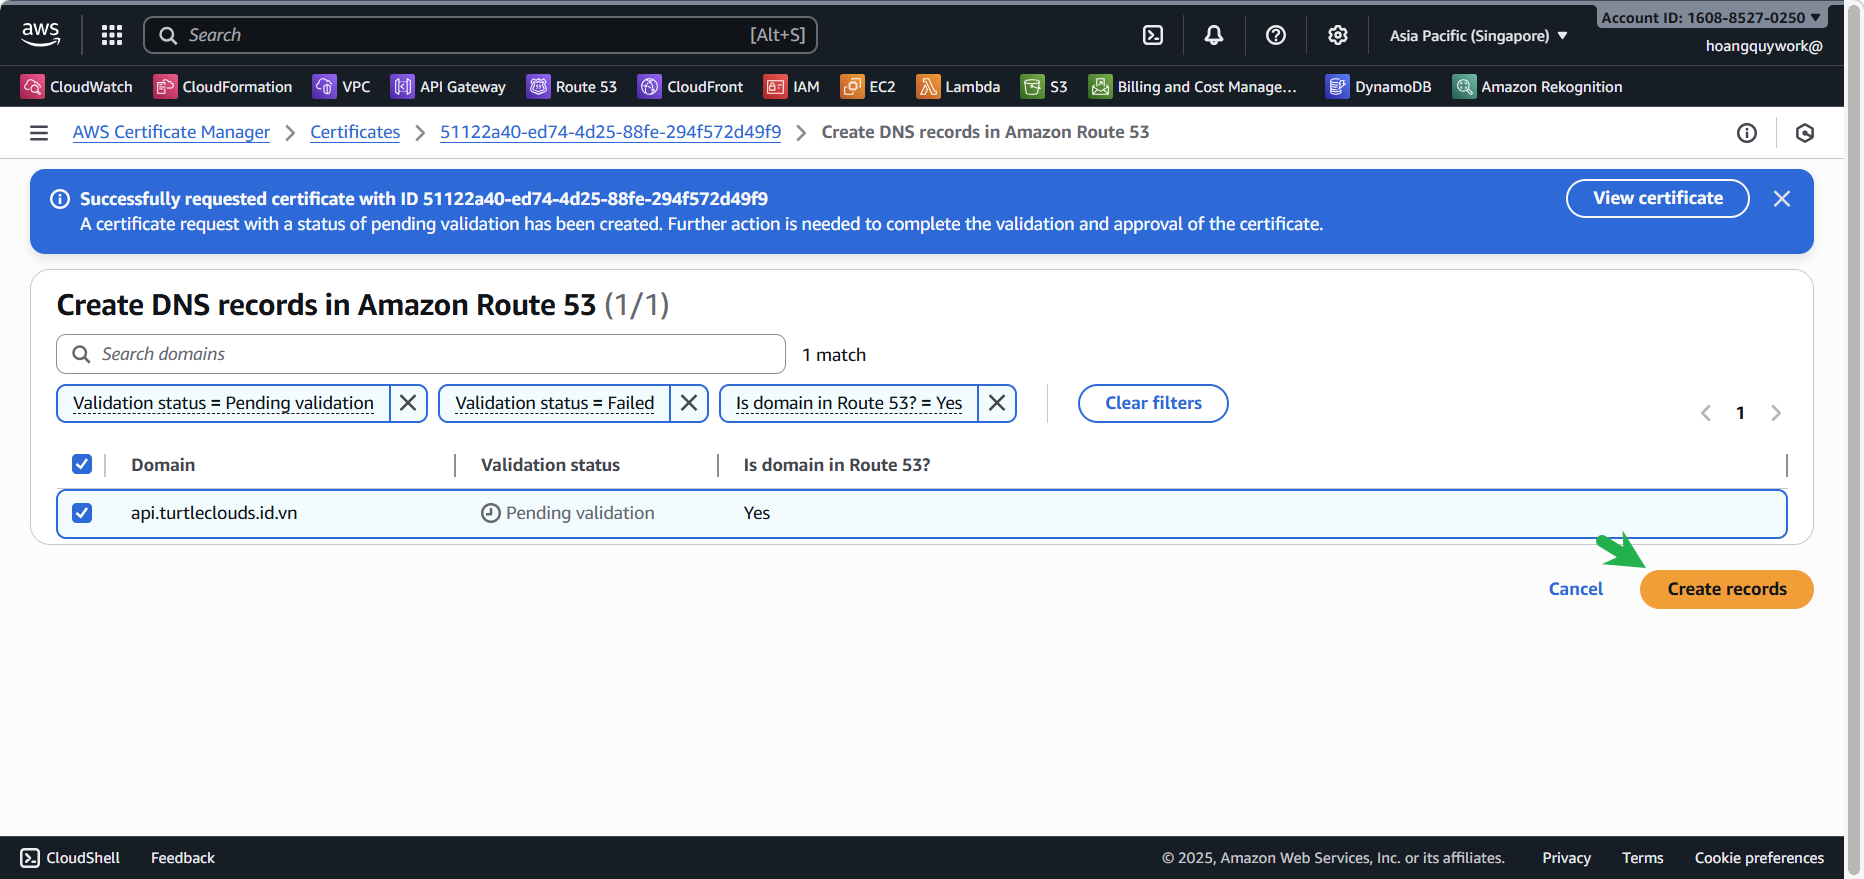 aws
Search [Alt+S]
Asia Pacific (Singapore) ▼
Account ID: 1608-8527-0250 ▼
hoangquywork@
CloudWatch CloudFormation VPC API Gateway Route 53 CloudFront IAM EC2 Lambda S3 Billing and Cost Manage... DynamoDB Amazon Rekognition
AWS Certificate Manager > Certificates > 51122a40-ed74-4d25-88fe-294f572d49f9 > Create DNS records in Amazon Route 53
Successfully requested certificate with ID 51122a40-ed74-4d25-88fe-294f572d49f9
A certificate request with a status of pending validation has been created. Further action is needed to complete the validation and approval of the certificate.
View certificate
Create DNS records in Amazon Route 53 (1/1)
Search domains
1 match
Validation status = Pending validation
Validation status = Failed
Is domain in Route 53? = Yes
Clear filters
1
Domain Validation status Is domain in Route 53?
api.turtleclouds.id.vn Pending validation Yes
Cancel Create records
CloudShell Feedback © 2025, Amazon Web Services, Inc. or its affiliates. Privacy Terms Cookie preferences